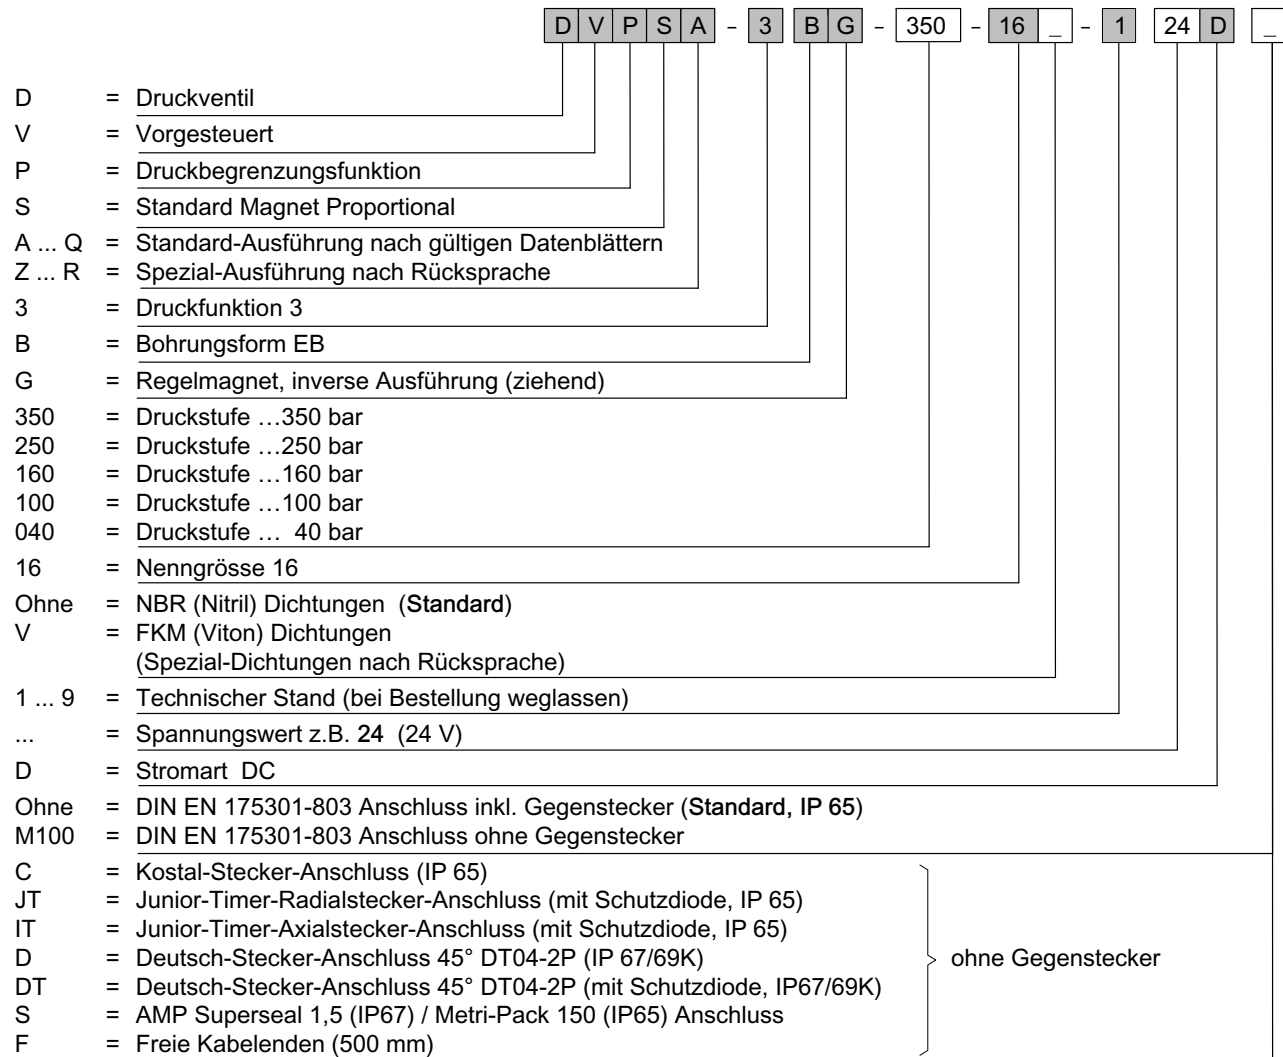 D V P S A - 3 B G - 350 - 16 _ - 1 24 D _
D = Druckventil
V = Vorgesteuert
P = Druckbegrenzungsfunktion
S = Standard Magnet Proportional
A ... Q = Standard-Ausführung nach gültigen Datenblättern
Z ... R = Spezial-Ausführung nach Rücksprache
3 = Druckfunktion 3
B = Bohrungsform EB
G = Regelmagnet, inverse Ausführung (ziehend)
350 = Druckstufe …350 bar
250 = Druckstufe …250 bar
160 = Druckstufe …160 bar
100 = Druckstufe …100 bar
040 = Druckstufe … 40 bar
16 = Nenngrösse 16
Ohne = NBR (Nitril) Dichtungen (Standard)
V = FKM (Viton) Dichtungen
(Spezial-Dichtungen nach Rücksprache)
1 ... 9 = Technischer Stand (bei Bestellung weglassen)
... = Spannungswert z.B. 24 (24 V)
D = Stromart DC
Ohne = DIN EN 175301-803 Anschluss inkl. Gegenstecker (Standard, IP 65)
M100 = DIN EN 175301-803 Anschluss ohne Gegenstecker
C = Kostal-Stecker-Anschluss (IP 65)
JT = Junior-Timer-Radialstecker-Anschluss (mit Schutzdiode, IP 65)
IT = Junior-Timer-Axialstecker-Anschluss (mit Schutzdiode, IP 65)
D = Deutsch-Stecker-Anschluss 45° DT04-2P (IP 67/69K) ohne Gegenstecker
DT = Deutsch-Stecker-Anschluss 45° DT04-2P (mit Schutzdiode, IP67/69K)
S = AMP Superseal 1,5 (IP67) / Metri-Pack 150 (IP65) Anschluss
F = Freie Kabelenden (500 mm)